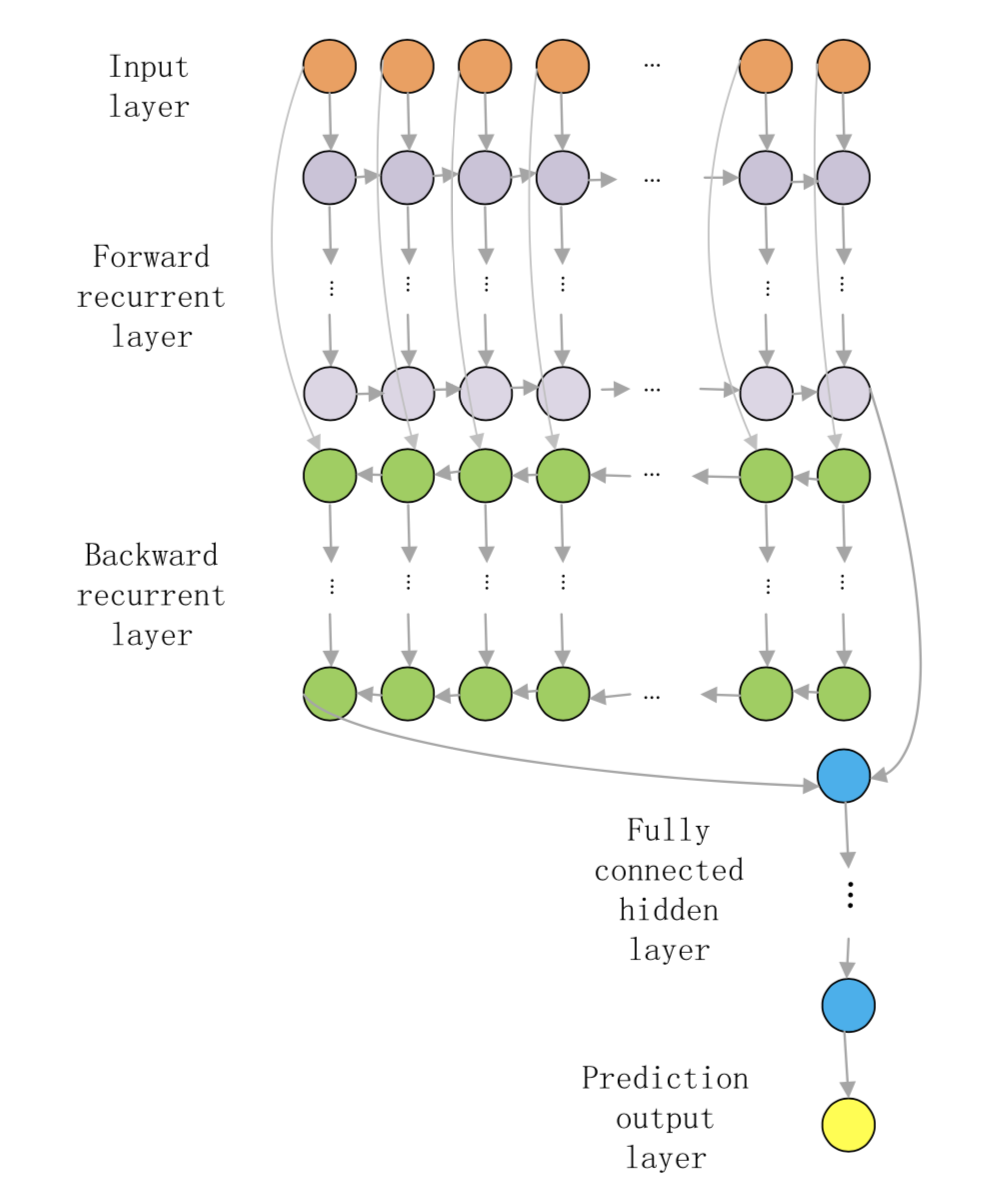 Input
layer
Forward
recurrent
layer
Backward
recurrent
layer
Fully
connected
hidden
layer
Prediction
output
layer